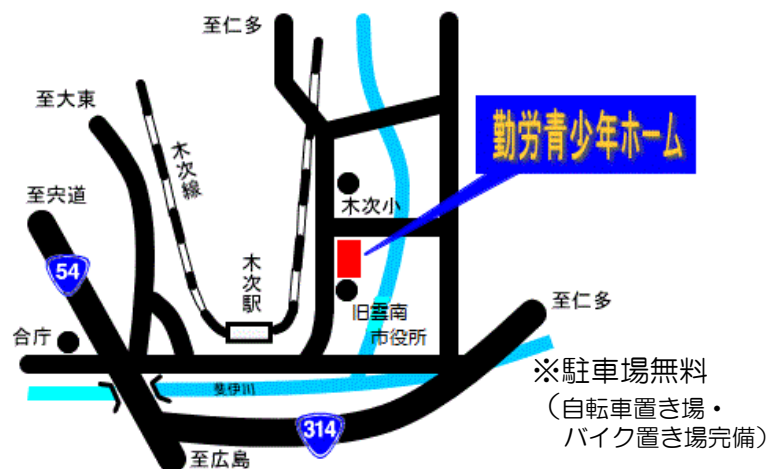 至仁多
至大東
勤労青少年ホーム
木次線
木次小
至宍道
54
木次駅
旧雲南
市役所
至仁多
合庁
斐伊川
※駐車場無料
（自転車置き場・
バイク置き場完備）
314
至広島